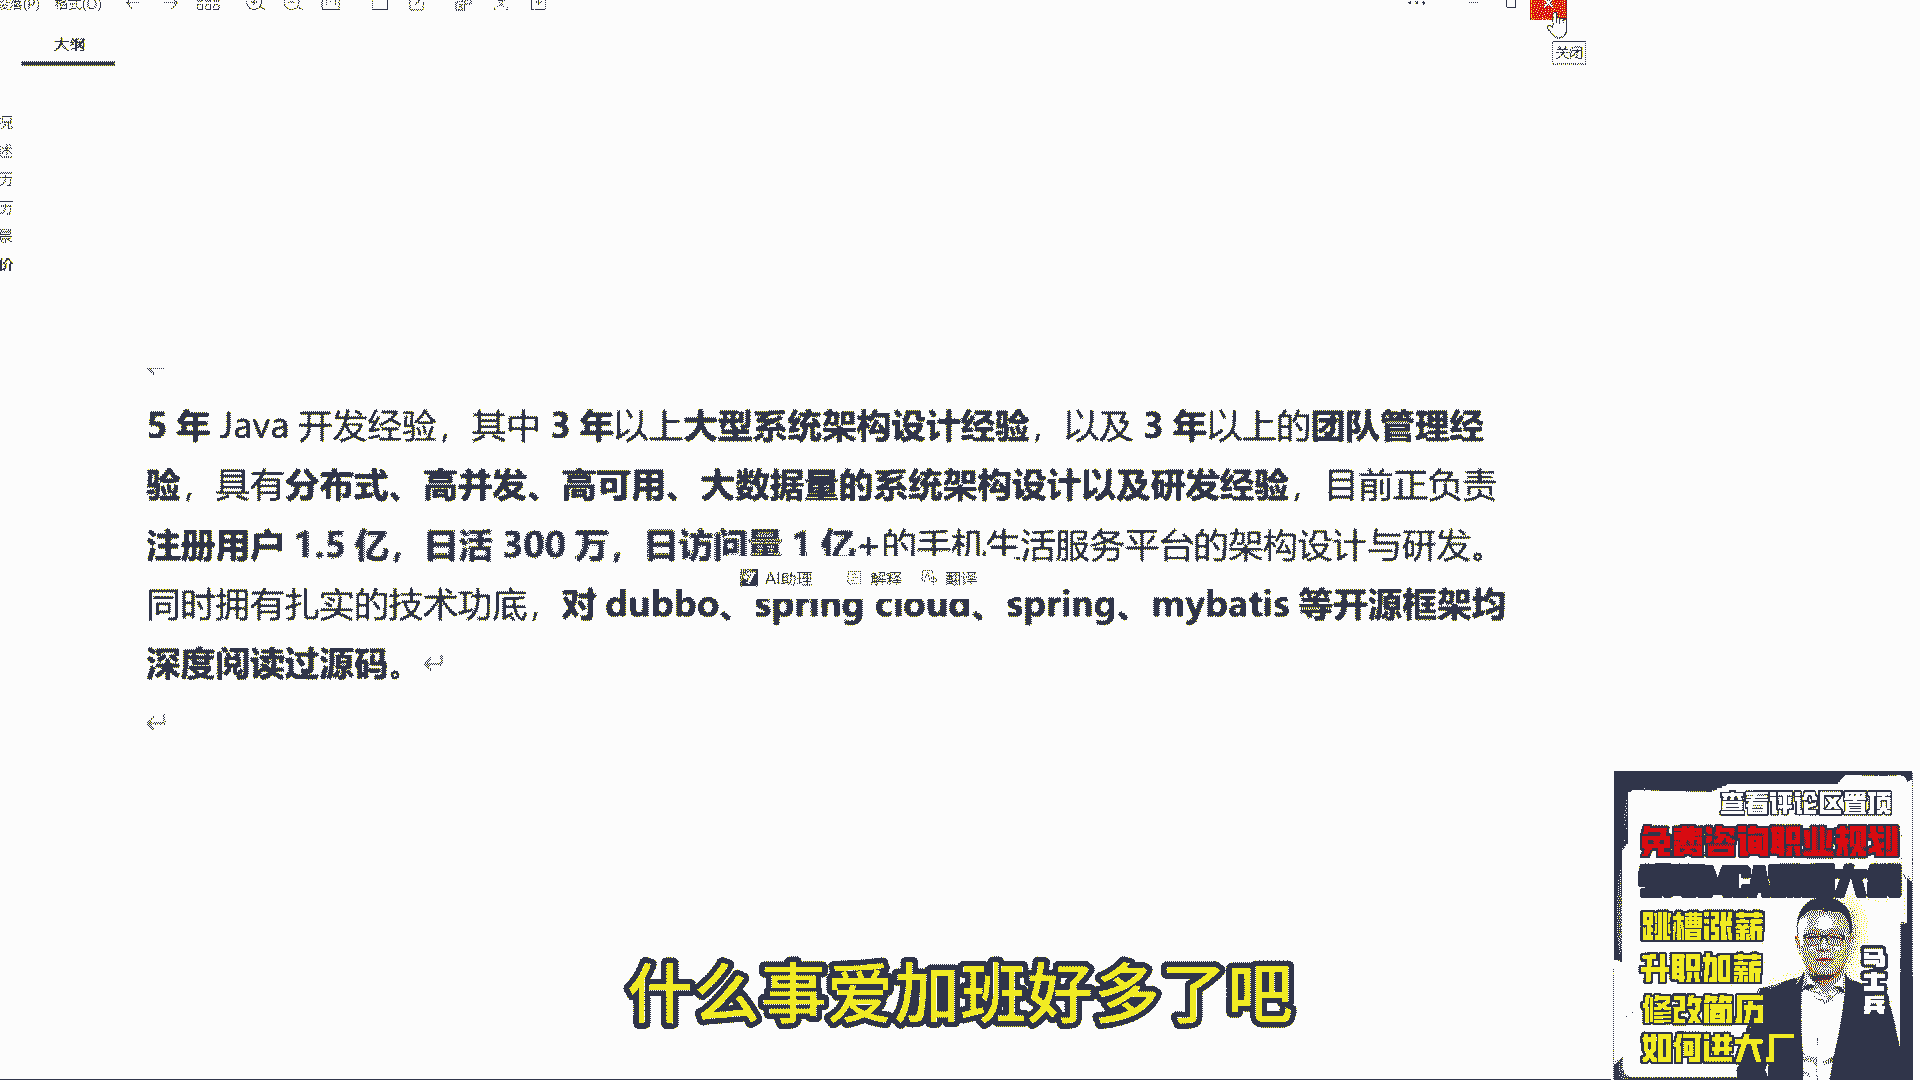 格式(O)
大纲
关闭
述
历
历
景
价
5 年 Java 开发经验，其中 3 年以上大型系统架构设计经验，以及 3 年以上的团队管理经
验，具有分布式、高并发、高可用、大数据量的系统架构设计以及研发经验，目前正负责
注册用户 1.5 亿，日活 300 万，日访问量 1 亿+的手机生活服务平台的架构设计与研发。
AI助理 解释 翻译
同时拥有扎实的技术功底，对 dubbo、spring cloud、spring、mybatis 等开源框架均
深度阅读过源码。
查看评论区置顶
免费咨询职业规划
跳槽涨薪
升职加薪
修改简历
如何进大厂
马士兵
什么事爱加班好多了吧